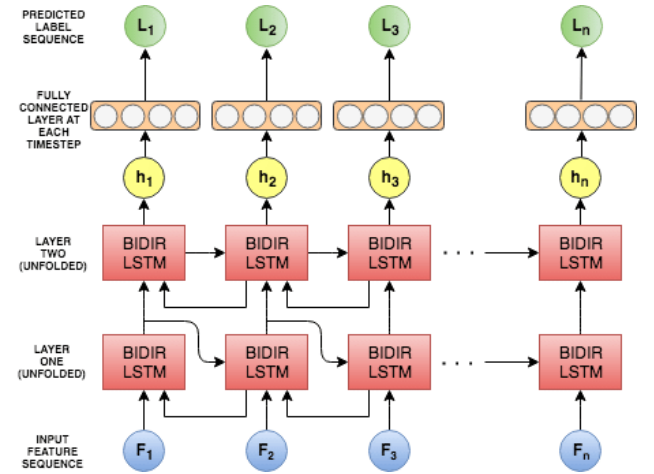 PREDICTED
LABEL
SEQUENCE
L1 L2 L3 Ln
FULLY
CONNECTED
LAYER AT
EACH
TIMESTEP
h1 h2 h3 hn
LAYER
TWO
(UNFOLDED)
BIDIR
LSTM
BIDIR
LSTM
BIDIR
LSTM
. . .
BIDIR
LSTM
LAYER
ONE
(UNFOLDED)
BIDIR
LSTM
BIDIR
LSTM
BIDIR
LSTM
. . .
BIDIR
LSTM
INPUT
FEATURE
SEQUENCE
F1 F2 F3 Fn